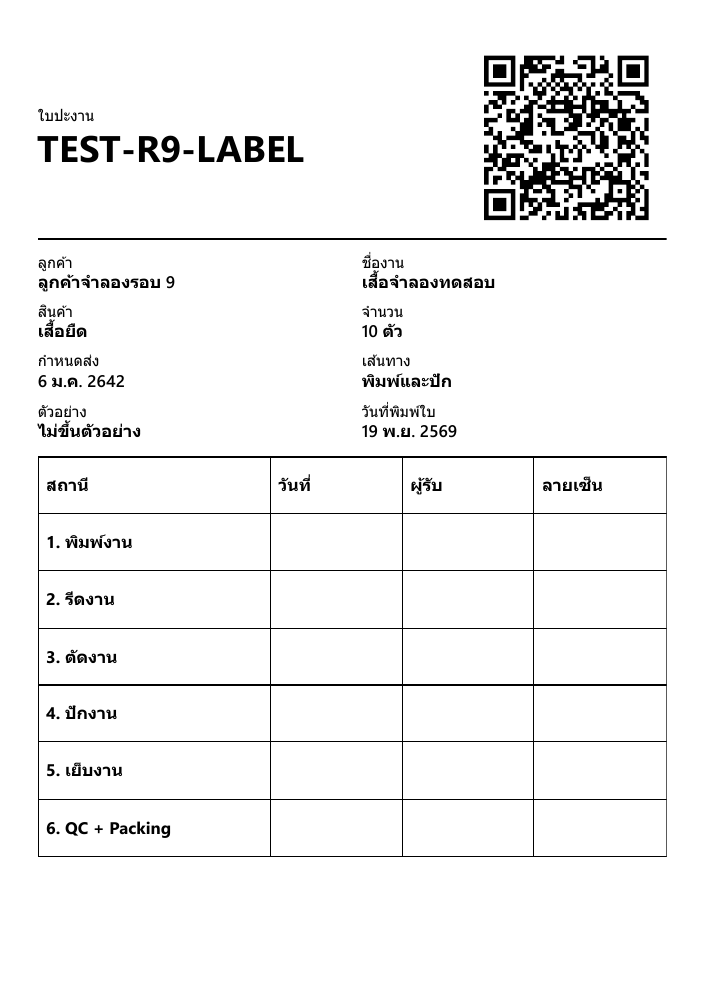 ใบปะงาน
TEST-R9-LABEL
ลูกค้า
ลูกค้าจำลองรอบ 9
ชื่องาน
เสื้อจำลองทดสอบ
สินค้า
เสื้อยืด
จำนวน
10 ตัว
กำหนดส่ง
6 ม.ค. 2642
เส้นทาง
พิมพ์และปัก
ตัวอย่าง
ไม่ขึ้นตัวอย่าง
วันที่พิมพ์ใบ
19 พ.ย. 2569
สถานี วันที่ ผู้รับ ลายเซ็น
1. พิมพ์งาน
2. รีดงาน
3. ตัดงาน
4. ปักงาน
5. เย็บงาน
6. QC + Packing